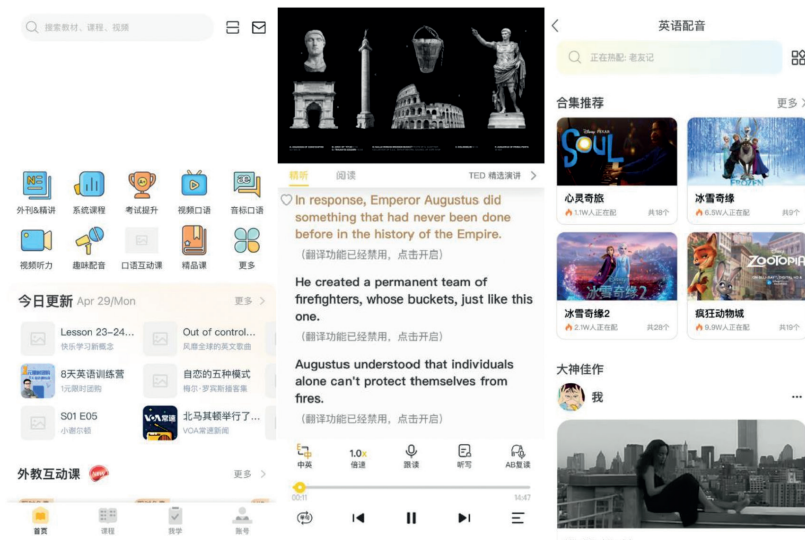 搜索教材、课程、视频
外刊&精讲
系统课程
考试提升
视频口语
音标口语
视频听力
趣味配音
口语互动课
精品课
更多
今日更新 Apr 29/Mon
更多
Lesson 23-24...
快乐学习新概念
Out of control...
风靡全球的英文歌曲
8天英语训练营
1元限时团购
自恋的五种模式
梅尔·罗宾斯播客集
S01 E05
小谢尔顿
VOA常速
北马其顿举行了...
VOA常速新闻
外教互动课
更多
首页
课程
我学
账号
精听
阅读
TED 精选演讲
In response, Emperor Augustus did
something that had never been done
before in the history of the Empire.
（翻译功能已经禁用，点击开启）
He created a permanent team of
firefighters, whose buckets, just like this
one.
（翻译功能已经禁用，点击开启）
Augustus understood that individuals
alone can't protect themselves from
fires.
（翻译功能已经禁用，点击开启）
中英
1.0x
倍速
跟读
听写
AB复读
00:11
14:47
英语配音
正在热配: 老友记
合集推荐
更多
Disney PIXAR
SOUL
心灵奇旅
1.1W人正在配
共18个
FROZEN
冰雪奇缘
6.8W人正在配
共9个
冰雪奇缘2
冰雪奇缘2
2.1W人正在配
共28个
ZOOTOPIA
疯狂动物城
9.9W人正在配
共19个
大神佳作
我